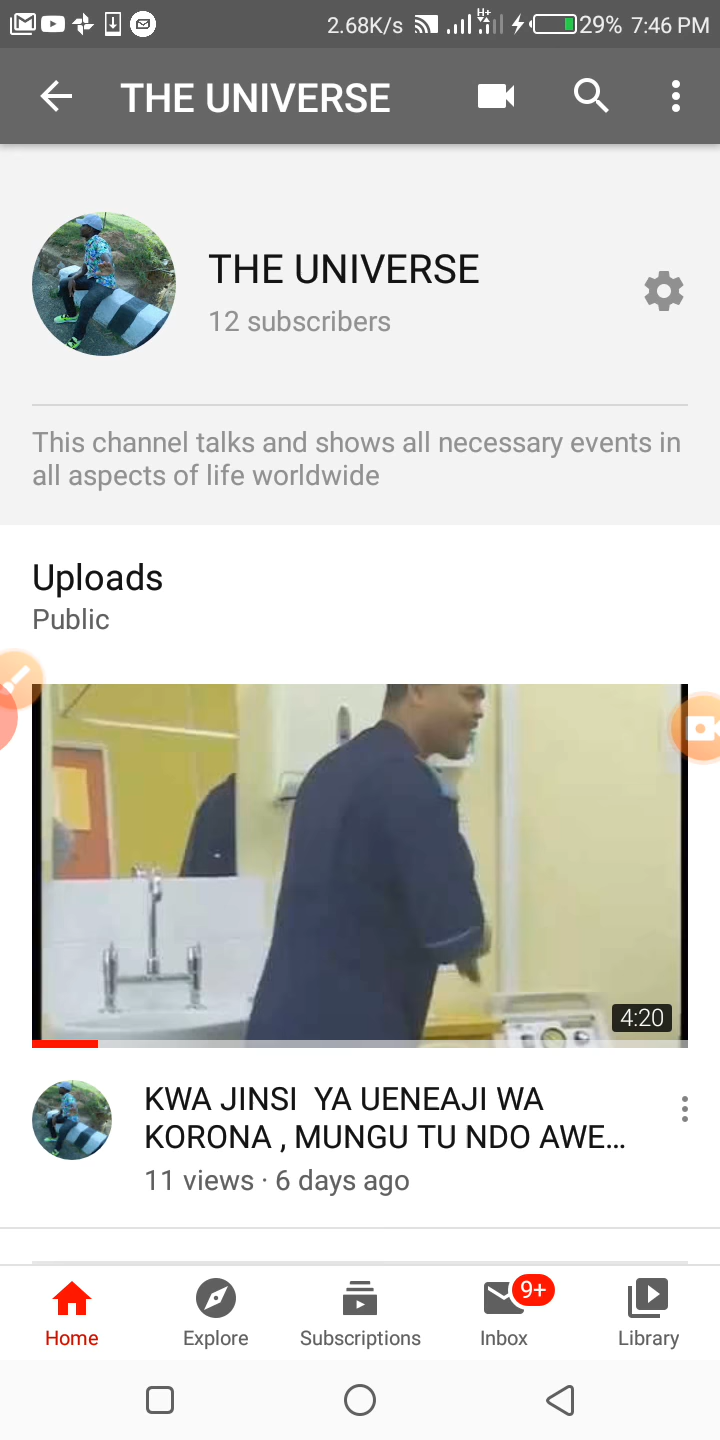 2.68K/s H+ 29% 7:46 PM
THE UNIVERSE
THE UNIVERSE
12 subscribers
This channel talks and shows all necessary events in
all aspects of life worldwide
Uploads
Public
4:20
KWA JINSI YA UENEAJI WA
KORONA , MUNGU TU NDO AWE...
11 views · 6 days ago
9+
Home Explore Subscriptions Inbox Library